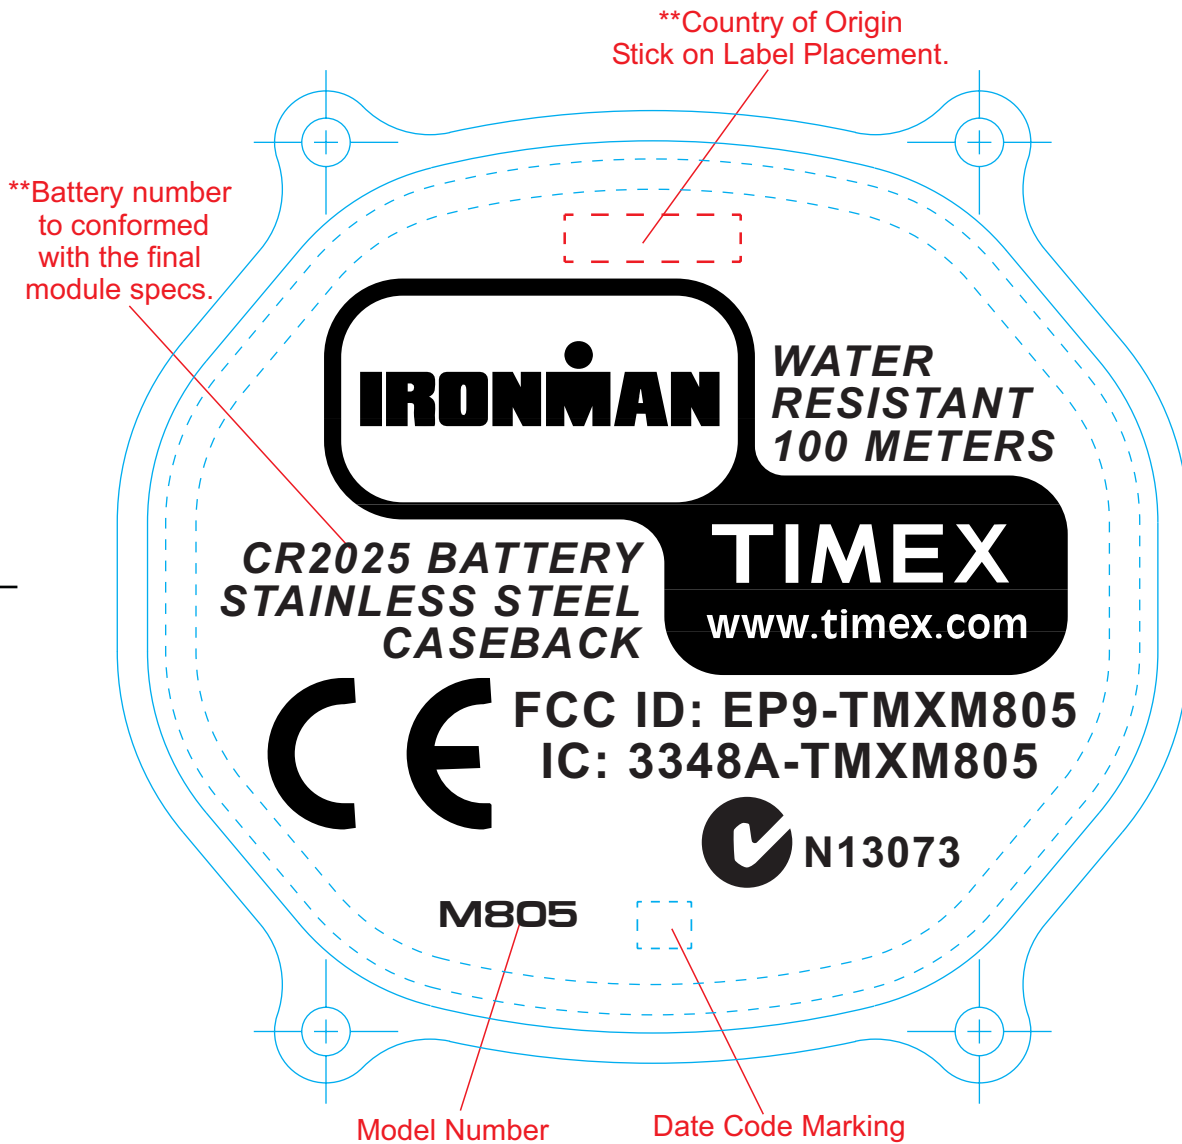 **Country of Origin
Stick on Label Placement.
**Battery number
to conformed
with the final
module specs.
IRONMAN
WATER
RESISTANT
100 METERS
TIMEX
www.timex.com
CR2025 BATTERY
STAINLESS STEEL
CASEBACK
CE
FCC ID: EP9-TMXM805
IC: 3348A-TMXM805
N13073
M805
Model Number
Date Code Marking